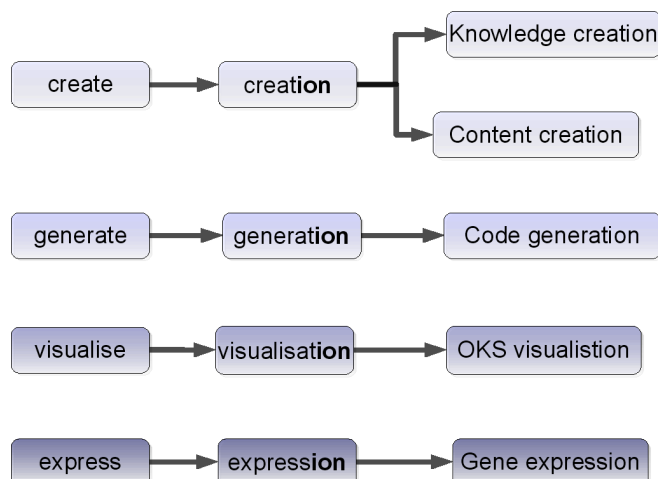 Knowledge creation
create
creation
Content creation
generate
generation
Code generation
visualise
visualisation
OKS visualistion
express
expression
Gene expression